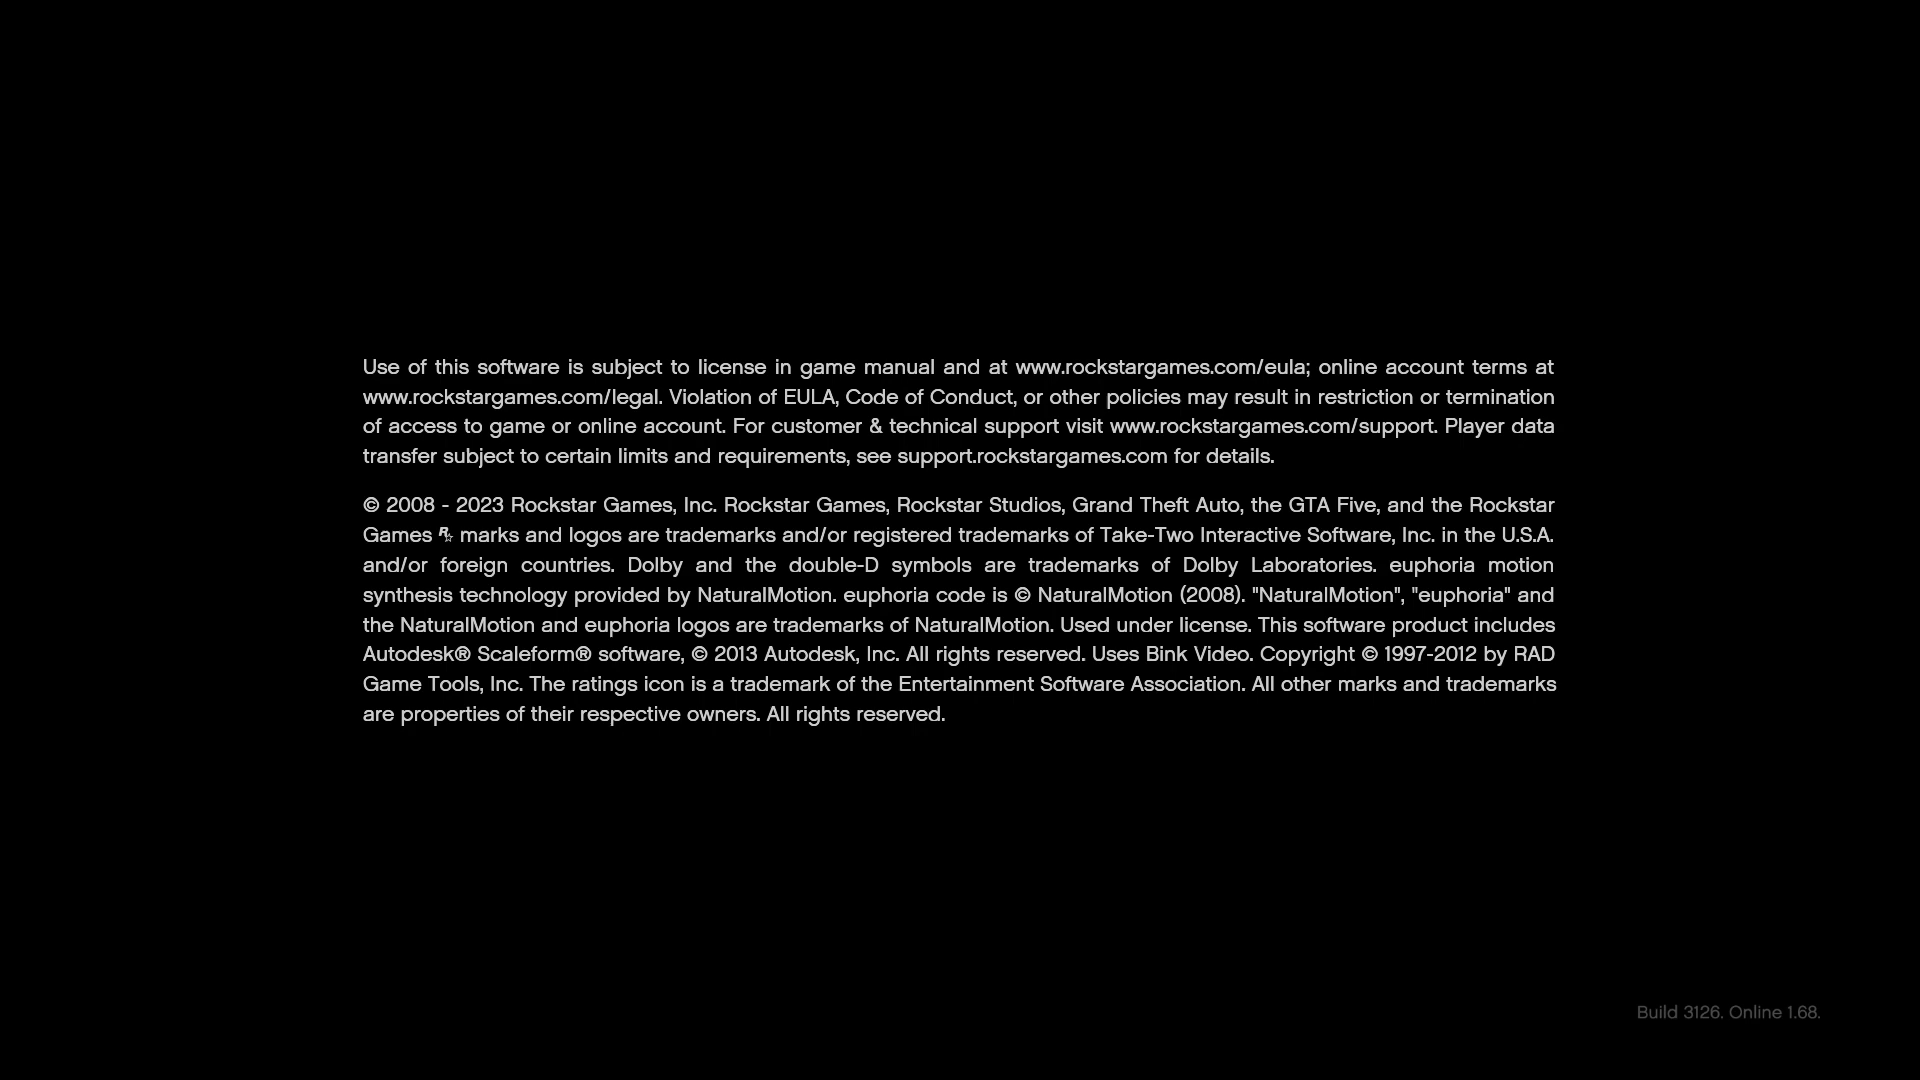 Use of this software is subject to license in game manual and at www.rockstargames.com/eula; online account terms at
www.rockstargames.com/legal. Violation of EULA, Code of Conduct, or other policies may result in restriction or termination
of access to game or online account. For customer & technical support visit www.rockstargames.com/support. Player data
transfer subject to certain limits and requirements, see support.rockstargames.com for details.
© 2008 - 2023 Rockstar Games, Inc. Rockstar Games, Rockstar Studios, Grand Theft Auto, the GTA Five, and the Rockstar
Games R☆ marks and logos are trademarks and/or registered trademarks of Take-Two Interactive Software, Inc. in the U.S.A.
and/or foreign countries. Dolby and the double-D symbols are trademarks of Dolby Laboratories. euphoria motion
synthesis technology provided by NaturalMotion. euphoria code is © NaturalMotion (2008). "NaturalMotion", "euphoria" and
the NaturalMotion and euphoria logos are trademarks of NaturalMotion. Used under license. This software product includes
Autodesk® Scaleform® software, © 2013 Autodesk, Inc. All rights reserved. Uses Bink Video. Copyright © 1997-2012 by RAD
Game Tools, Inc. The ratings icon is a trademark of the Entertainment Software Association. All other marks and trademarks
are properties of their respective owners. All rights reserved.
Build 3126. Online 1.68.